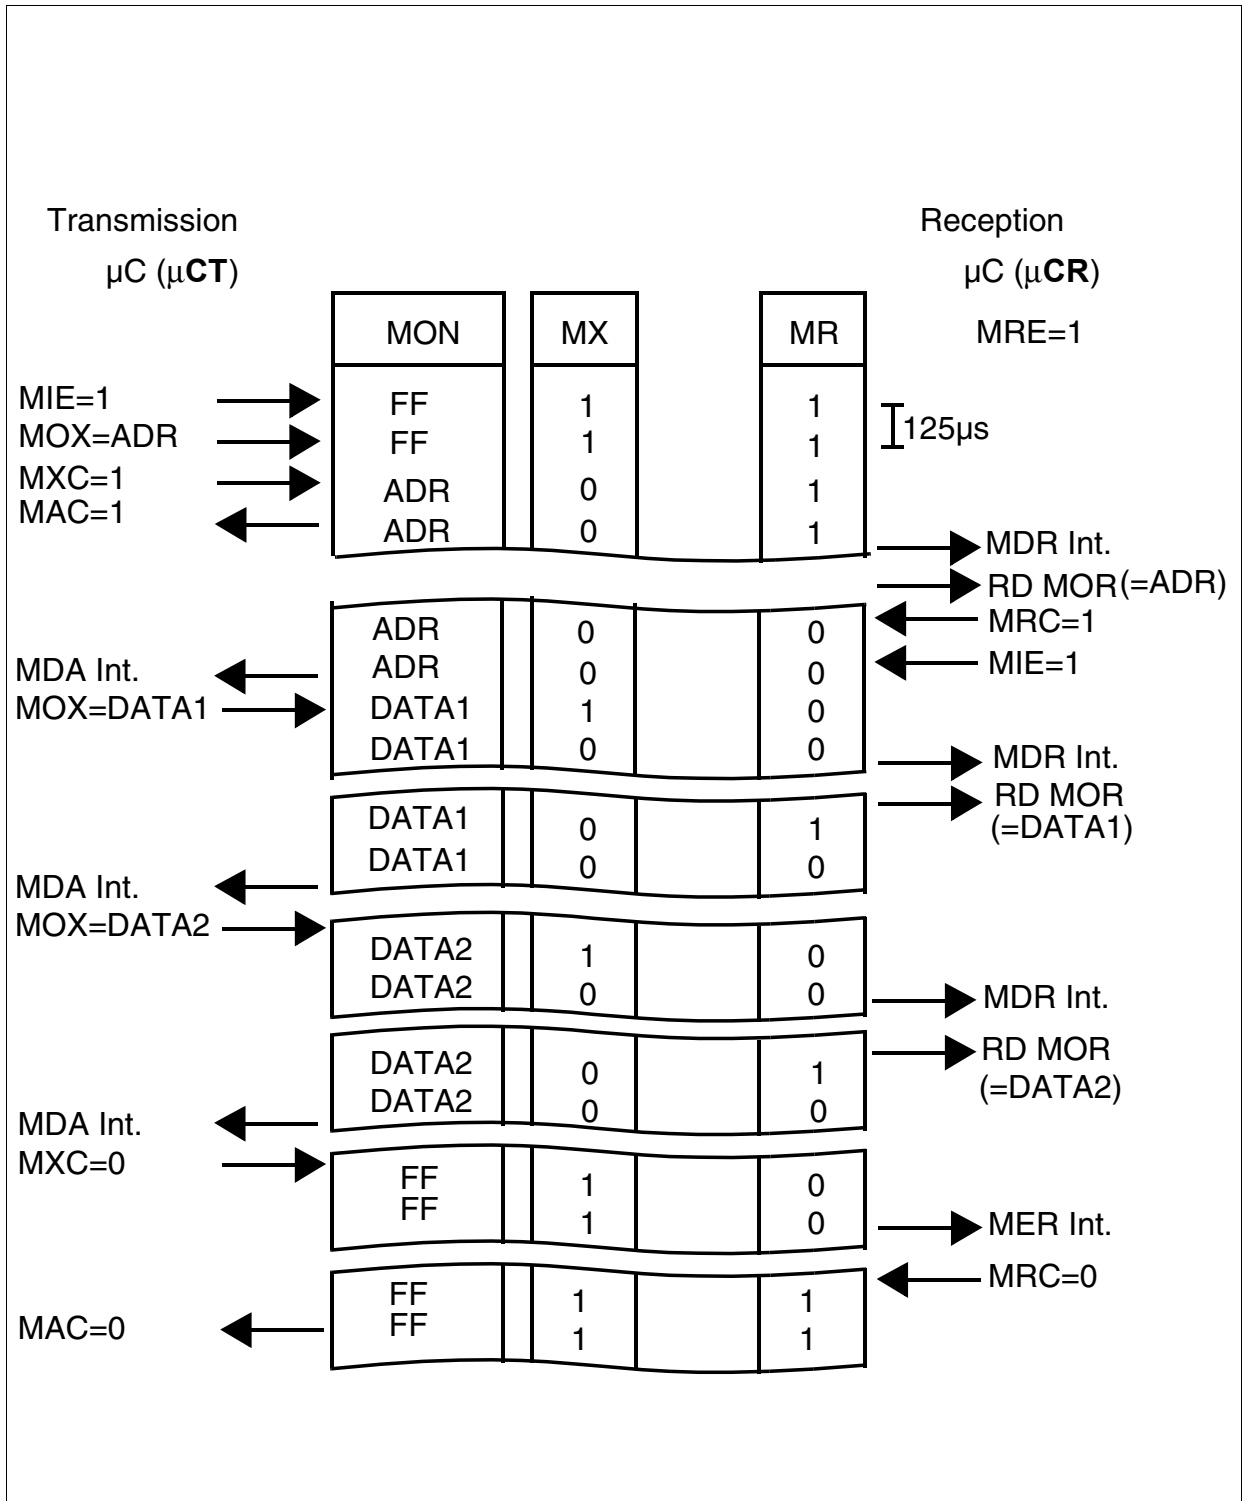 Transmission Reception
µC (µCT) µC (µCR)
MON MX MR MRE=1
MIE=1 FF 1 1
125µs
MOX=ADR FF 1 1
MXC=1 ADR 0 1
MAC=1 ADR 0 1
MDR Int.
RD MOR(=ADR)
ADR 0 0 MRC=1
MDA Int. ADR 0 0 MIE=1
MOX=DATA1 DATA1 1 0
DATA1 0 0 MDR Int.
RD MOR
DATA1 0 1 (=DATA1)
DATA1 0 0
MDA Int.
MOX=DATA2
DATA2 1 0
DATA2 0 0 MDR Int.
RD MOR
DATA2 0 1 (=DATA2)
DATA2 0 0
MDA Int.
MXC=0
FF 1 0
FF 1 0 MER Int.
MRC=0
FF 1 1
MAC=0 FF 1 1